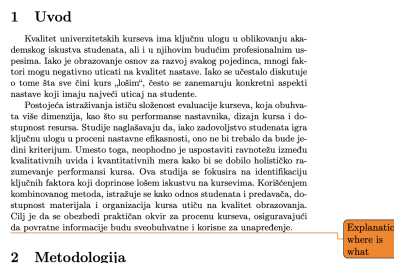 1 Uvod
Kvalitet univerzitetskih kurseva ima ključnu ulogu u oblikovanju aka-
demskog iskustva studenata, ali i u njihovim budućim profesionalnim us-
pesima. Iako je obrazovanje osnov za razvoj svakog pojedinca, mnogi fak-
tori mogu negativno uticati na kvalitet nastave. Iako se učestalo diskutuje
o tome šta sve čini kurs „lošim“, često se zanemaruju konkretni aspekti
nastave koji imaju najveći uticaj na studente.
Postojeća istraživanja ističu složenost evaluacije kurseva, koja obuhva-
ta više dimenzija, kao što su performanse nastavnika, dizajn kursa i do-
stupnost resursa. Studije naglašavaju da, iako zadovoljstvo studenata igra
ključnu ulogu u proceni nastavne efikasnosti, ono ne bi trebalo da bude je-
dini kriterijum. Umesto toga, neophodno je uspostaviti ravnotežu između
kvalitativnih uvida i kvantitativnih mera kako bi se dobilo holističko ra-
zumevanje performansi kursa. Ova studija se fokusira na identifikaciju
ključnih faktora koji doprinose lošem iskustvu na kursevima. Korišćenjem
kombinovanog metoda, istražuje se kako odnos studenata i predavača, do-
stupnost materijala i organizacija kursa utiču na kvalitet obrazovanja.
Cilj je da se obezbedi praktičan okvir za procenu kurseva, osiguravajući
da povratne informacije budu sveobuhvatne i korisne za unapređenje.
Explanatio
where is
what
2 Metodologija